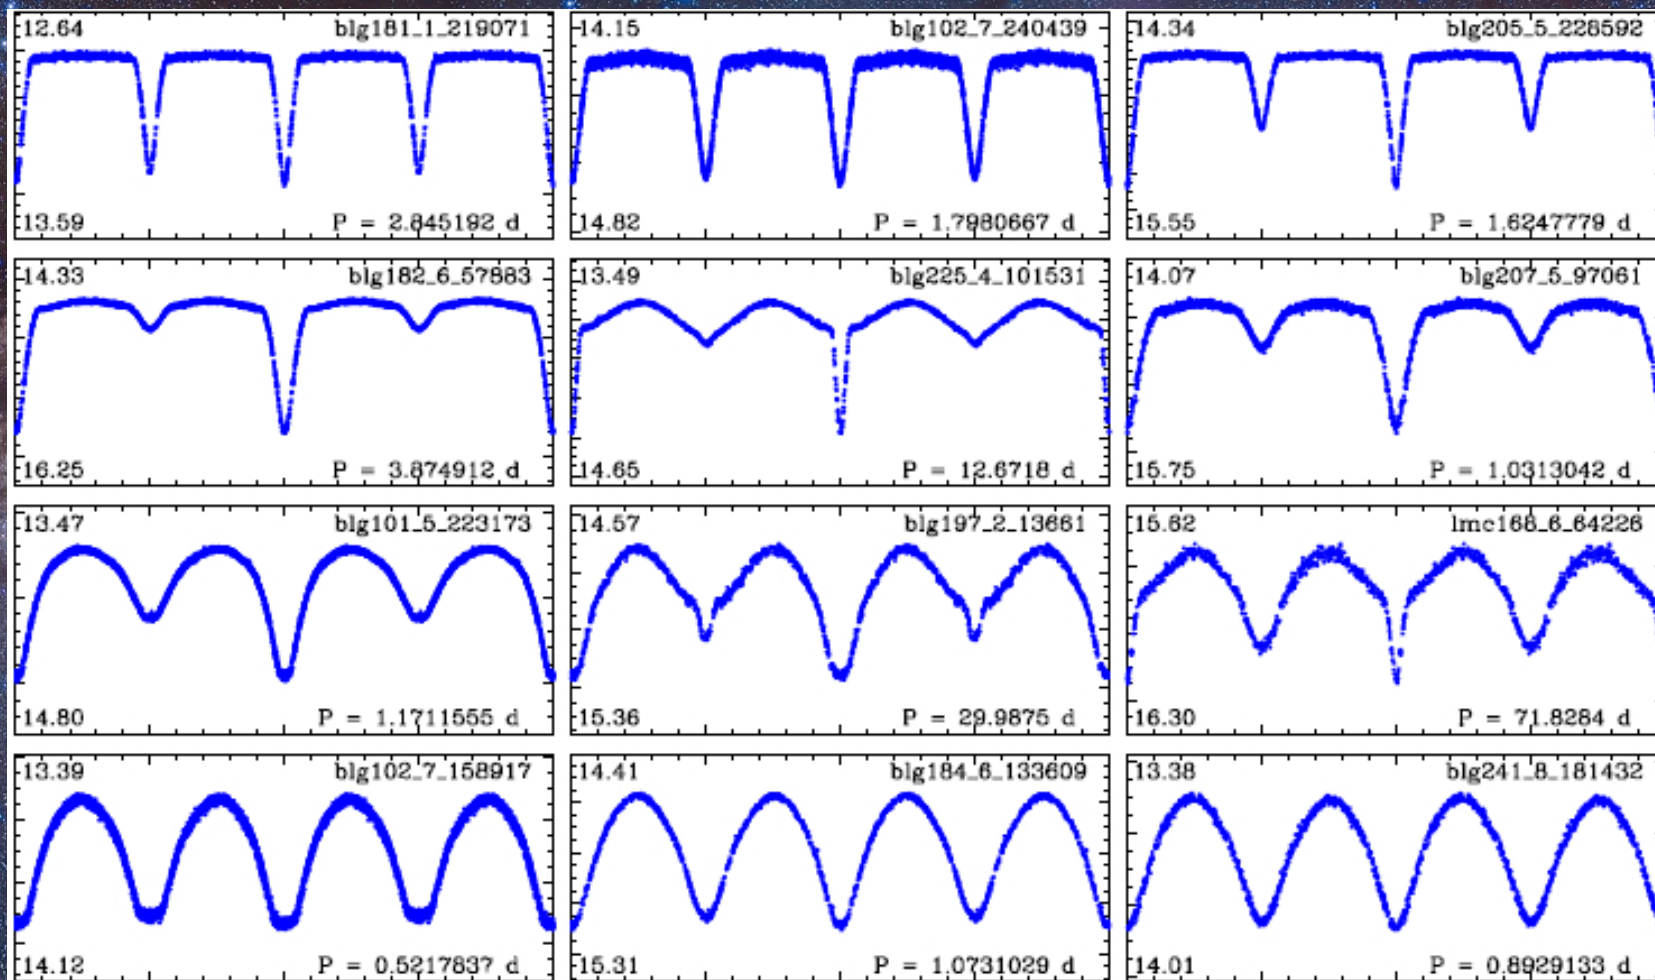 12.64 blg181_1_219071
13.59 P = 2.845192 d
14.15 blg102_7_240439
14.82 P = 1.7980667 d
14.34 blg205_5_226592
15.55 P = 1.6247779 d
14.33 blg182_6_57883
16.25 P = 3.874912 d
13.49 blg225_4_101531
14.65 P = 12.6718 d
14.07 blg207_5_97061
15.75 P = 1.0313042 d
13.47 blg101_5_223173
14.80 P = 1.1711555 d
14.57 blg197_2_13661
15.36 P = 29.9875 d
15.62 lmc168_6_64226
16.30 P = 71.8284 d
13.39 blg102_7_158917
14.12 P = 0.5217837 d
14.41 blg184_6_133609
15.31 P = 1.0731029 d
13.38 blg241_8_181432
14.01 P = 0.8929133 d